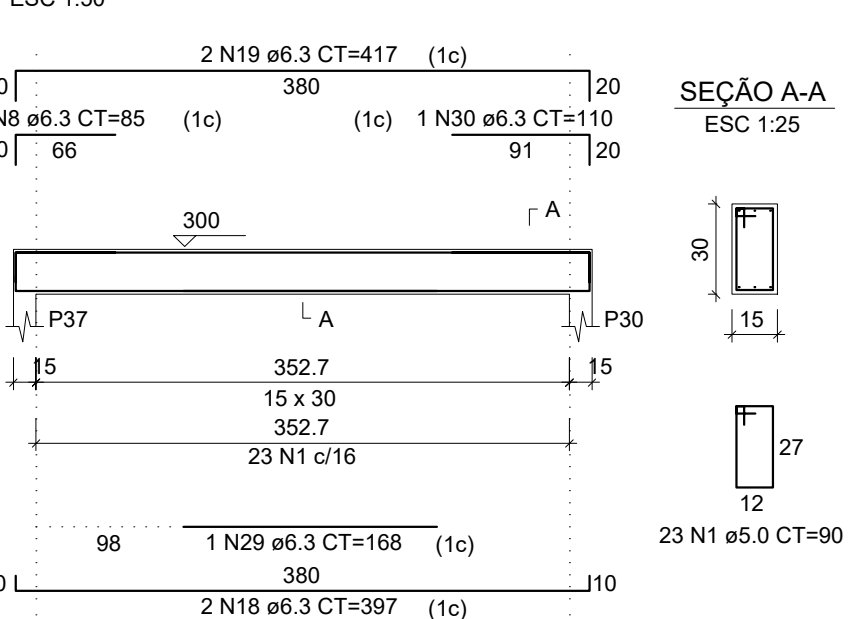 2 N19 ø6.3 CT=417 (1c)
380
20
SEÇÃO A-A
ESC 1:25
N8 ø6.3 CT=85 (1c)
(1c) 1 N30 ø6.3 CT=110
66
91
20
300
A
A
30
15
P37
P30
15
352.7
15
15 x 30
352.7
23 N1 c/16
27
12
23 N1 ø5.0 CT=90
98
1 N29 ø6.3 CT=168 (1c)
380
10
2 N18 ø6.3 CT=397 (1c)